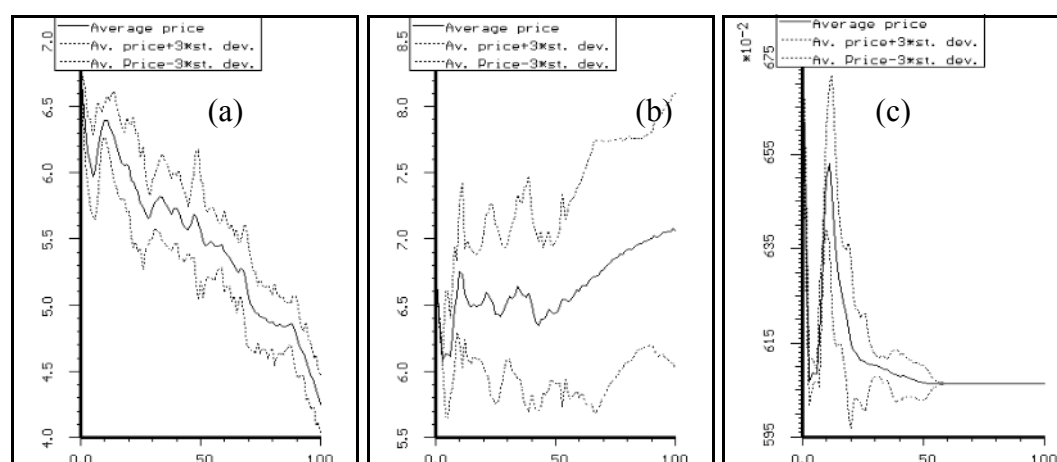 Average price
Av. price+3*st. dev.
Av. Price-3*st. dev.
(a)
7.0
6.5
6.0
5.5
5.0
4.5
4.0
0.0 50 100
Average price
Av. price+3*st. dev.
Av. Price-3*st. dev.
(b)
8.5
8.0
7.5
7.0
6.5
6.0
5.5
0.0 50 100
Average price
Av. price+3*st. dev.
Av. Price-3*st. dev.
(c)
*10^-2
675
655
635
615
595
0.0 50 100